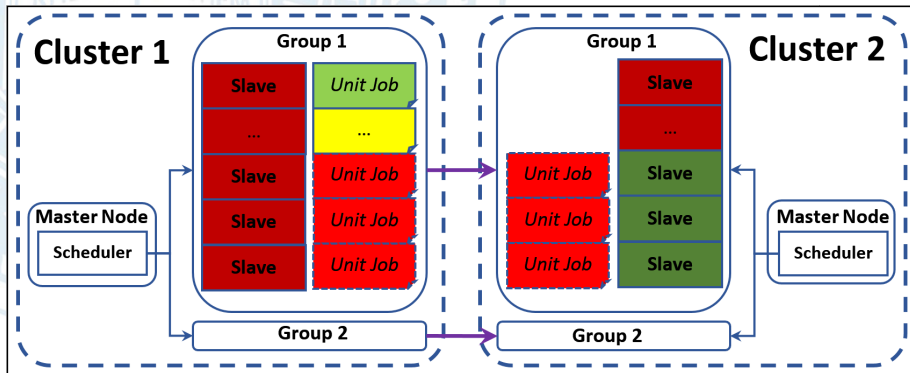 Cluster 1
Group 1
Slave
Unit Job
...
...
Slave
Unit Job
Slave
Unit Job
Slave
Unit Job
Master Node
Scheduler
Group 2
Cluster 2
Group 1
Slave
...
Unit Job
Slave
Unit Job
Slave
Unit Job
Slave
Master Node
Scheduler
Group 2